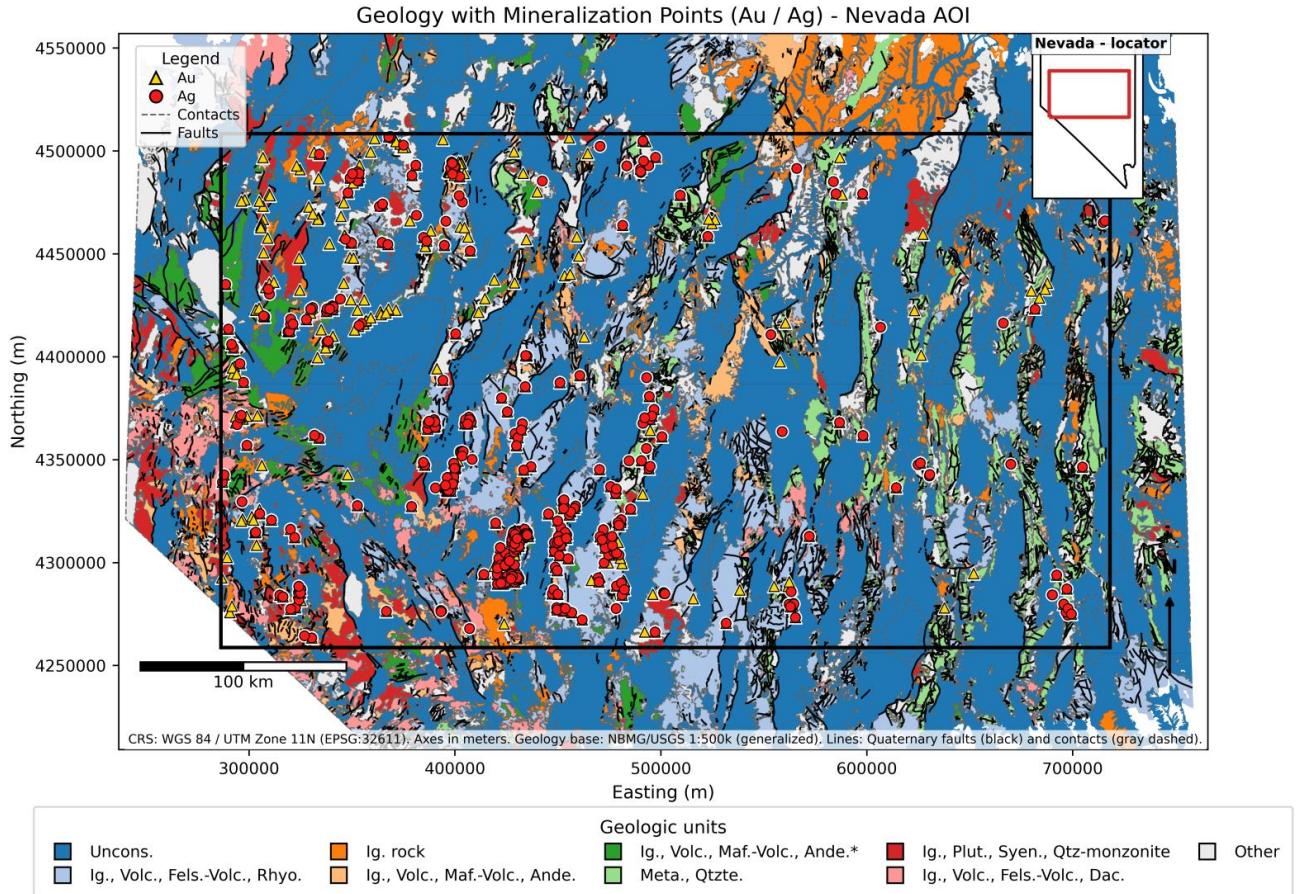 Geology with Mineralization Points (Au / Ag) - Nevada AOI
Legend
Au
Ag
Contacts
Faults
Nevada - locator
4550000
4500000
4450000
4400000
4350000
4300000
4250000
Northing (m)
N
100 km
CRS: WGS 84 / UTM Zone 11N (EPSG:32611). Axes in meters. Geology base: NBMG/USGS 1:500k (generalized). Lines: Quaternary faults (black) and contacts (gray dashed).
300000 400000 500000 600000 700000
Easting (m)
Geologic units
Uncons. Ig. rock Ig., Volc., Maf.-Volc., Ande.* Ig., Plut., Syen., Qtz-monzonite Other
Ig., Volc., Fels.-Volc., Rhyo. Ig., Volc., Maf.-Volc., Ande. Meta., Qtzte. Ig., Volc., Fels.-Volc., Dac.